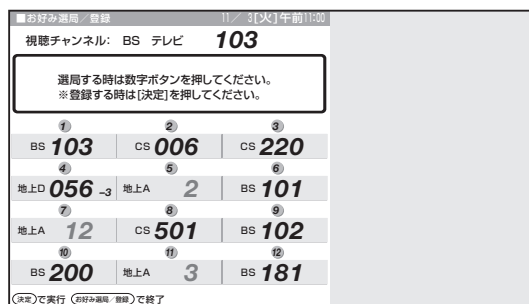 ■お好み選局／登録 11／ 3[火]午前11:00
視聴チャンネル: BS テレビ 103
選局する時は数字ボタンを押してください。
※登録する時は[決定]を押してください。
1 2 3
BS 103 CS 006 CS 220
4 5 6
地上D 056 -3 地上A 2 BS 101
7 8 9
地上A 12 CS 501 BS 102
10 11 12
BS 200 地上A 3 BS 181
決定で実行 お好み選局／登録で終了